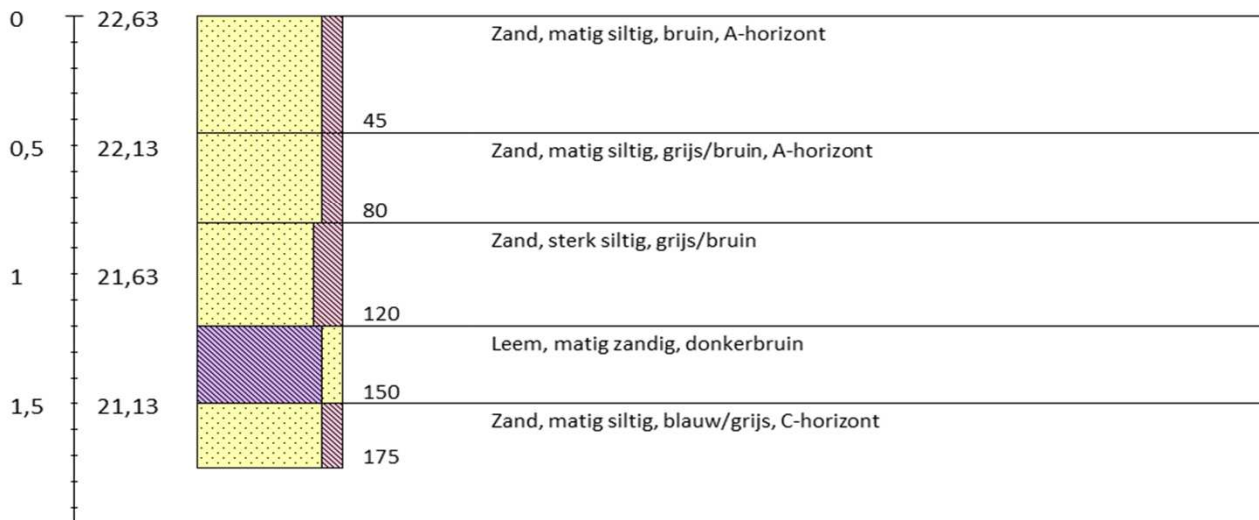 0 22,63 Zand, matig siltig, bruin, A-horizont
45
0,5 22,13 Zand, matig siltig, grijs/bruin, A-horizont
80
Zand, sterk siltig, grijs/bruin
1 21,63
120
Leem, matig zandig, donkerbruin
150
1,5 21,13 Zand, matig siltig, blauw/grijs, C-horizont
175